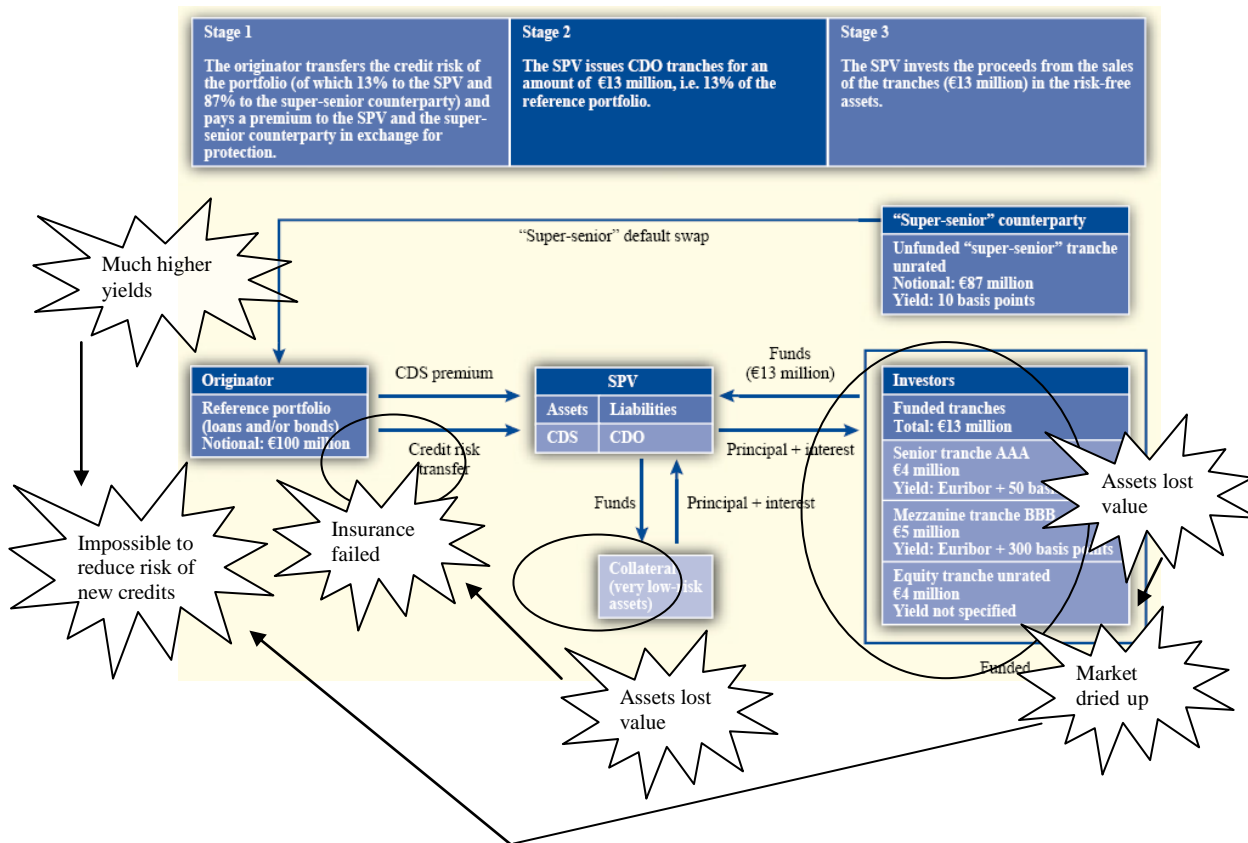 Stage 1
The originator transfers the credit risk of
the portfolio (of which 13% to the SPV and
87% to the super-senior counterparty) and
pays a premium to the SPV and the super-
senior counterparty in exchange for
protection.
Stage 2
The SPV issues CDO tranches for an
amount of €13 million, i.e. 13% of the
reference portfolio.
Stage 3
The SPV invests the proceeds from the sales
of the tranches (€13 million) in the risk-free
assets.
"Super-senior" default swap
"Super-senior" counterparty
Unfunded "super-senior" tranche
unrated
Notional: €87 million
Yield: 10 basis points
Much higher
yields
Originator
Reference portfolio
(loans and/or bonds)
Notional: €100 million
CDS premium
Credit risk
transfer
SPV
Assets
Liabilities
CDS
CDO
Funds
(€13 million)
Principal + interest
Investors
Funded tranches
Total: €13 million
Senior tranche AAA
€4 million
Yield: Euribor + 50
Mezzanine tranche BBB
€5 million
Yield: Euribor + 300 basis points
Equity tranche unrated
€4 million
Yield not specified
Funds
Principal + interest
Collateral
(very low-risk
assets)
Impossible to
reduce risk of
new credits
Insurance
failed
Assets lost
value
Assets lost
value
Funded
Market
dried up